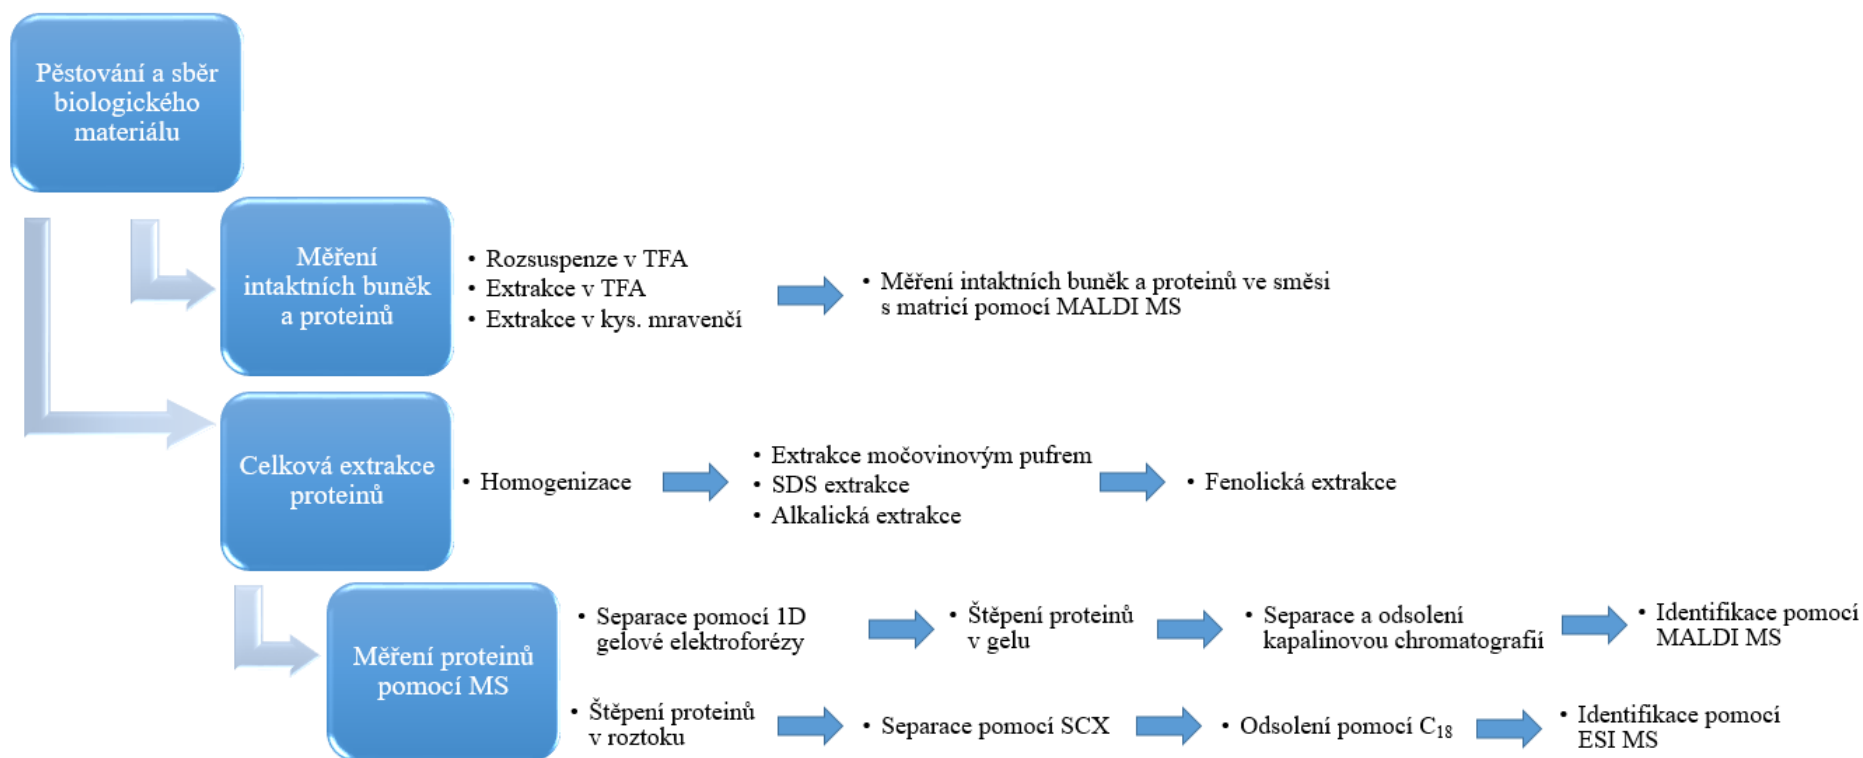 Pěstování a sběr
biologického
materiálu
Měření
intaktních buněk
a proteinů
• Rozsuspenze v TFA
• Extrakce v TFA
• Extrakce v kys. mravenčí
• Měření intaktních buněk a proteinů ve směsi
s matricí pomocí MALDI MS
Celková extrakce
proteinů
• Homogenizace
• Extrakce močovinovým pufrem
• SDS extrakce
• Alkalická extrakce
• Fenolická extrakce
Měření proteinů
pomocí MS
• Separace pomocí 1D
gelové elektroforézy
• Štěpení proteinů
v gelu
• Separace a odsolení
kapalinovou chromatografií
• Identifikace pomocí
MALDI MS
• Štěpení proteinů
v roztoku
• Separace pomocí SCX
• Odsolení pomocí C₁₈
• Identifikace pomocí
ESI MS